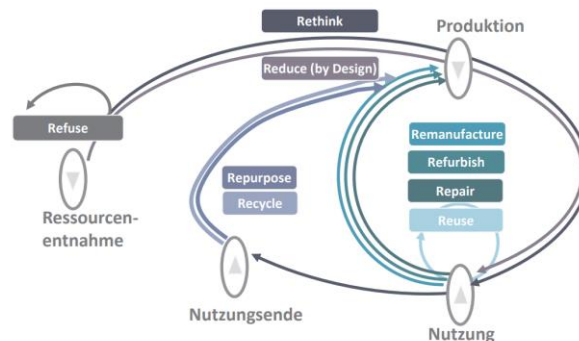 Rethink
Produktion
Reduce (by Design)
Refuse
Remanufacture
Refurbish
Repurpose
Repair
Recycle
Reuse
Ressourcen-
entnahme
Nutzungsende
Nutzung